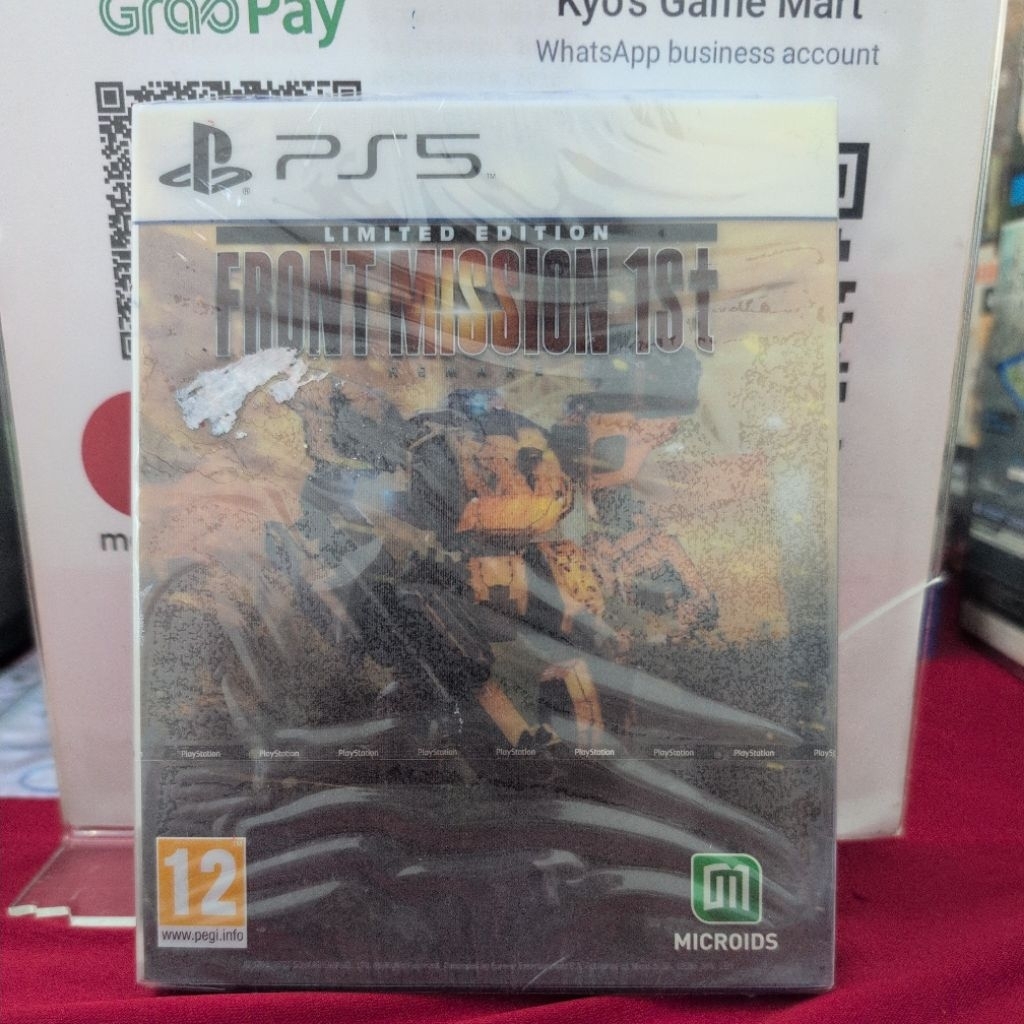 GrabPay
Kyo's Game Mart
WhatsApp business account
PS5
LIMITED EDITION
FRONT MISSION 1St
REMAKE
PlayStation PlayStation PlayStation PlayStation PlayStation PlayStation PlayStation PlayStation
12
www.pegi.info
MICROIDS